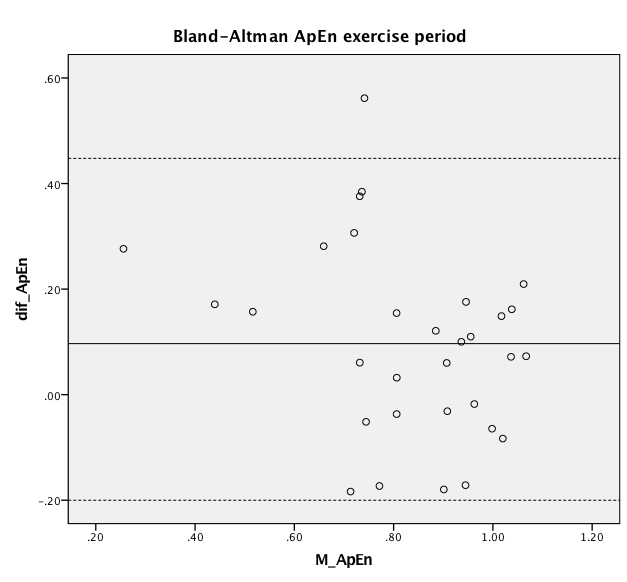 Bland-Altman ApEn exercise period
.60
.40
.20
.00
-.20
dif_ApEn
.20 .40 .60 .80 1.00 1.20
M_ApEn